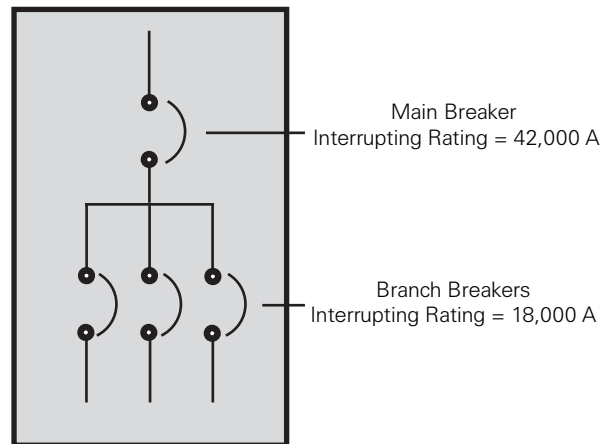 Main Breaker
Interrupting Rating = 42,000 A
Branch Breakers
Interrupting Rating = 18,000 A